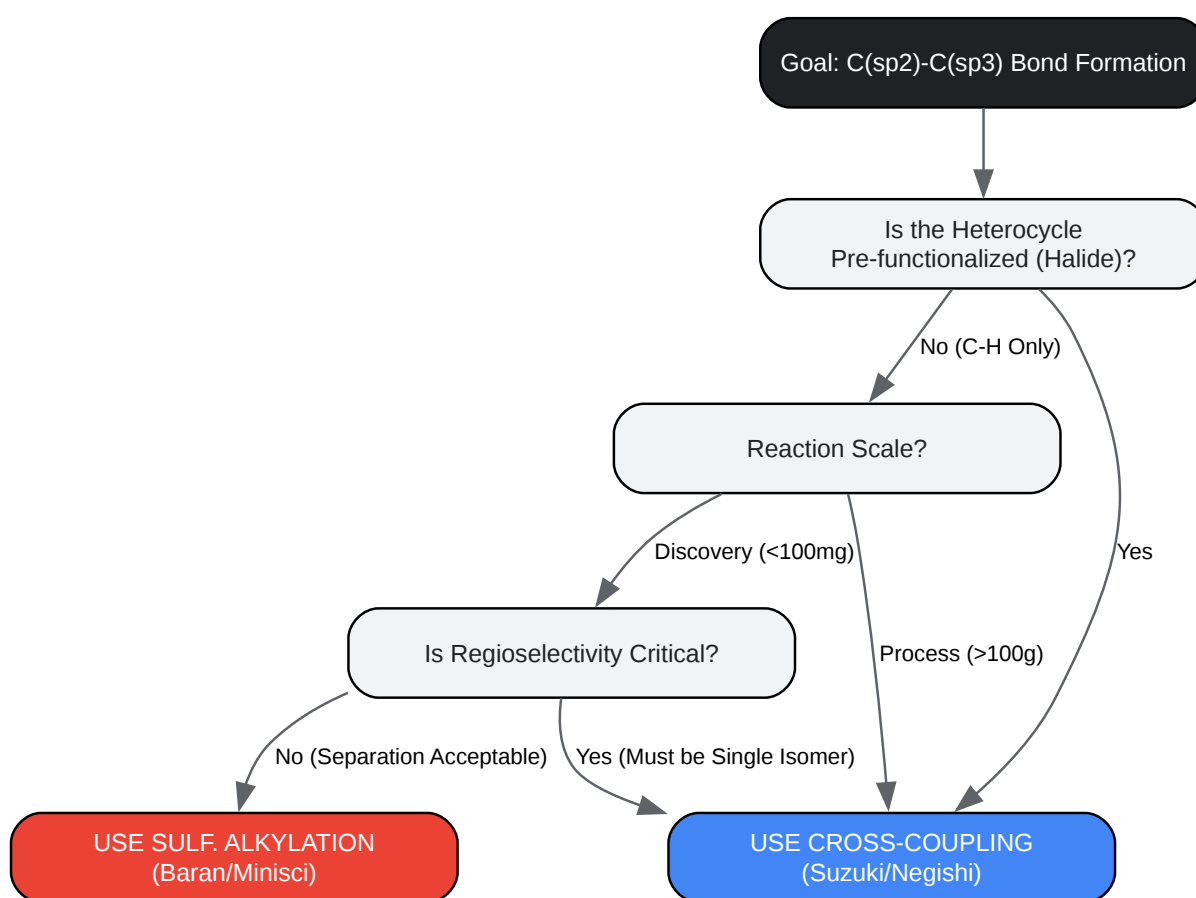 Goal: C(sp2)-C(sp3) Bond Formation
Is the Heterocycle
Pre-functionalized (Halide)?
No (C-H Only)
Reaction Scale?
Discovery (<100mg)
Yes
Is Regioselectivity Critical?
Process (>100g)
No (Separation Acceptable)
Yes (Must be Single Isomer)
USE SULF. ALKYLATION
(Baran/Minisci)
USE CROSS-COUPLING
(Suzuki/Negishi)